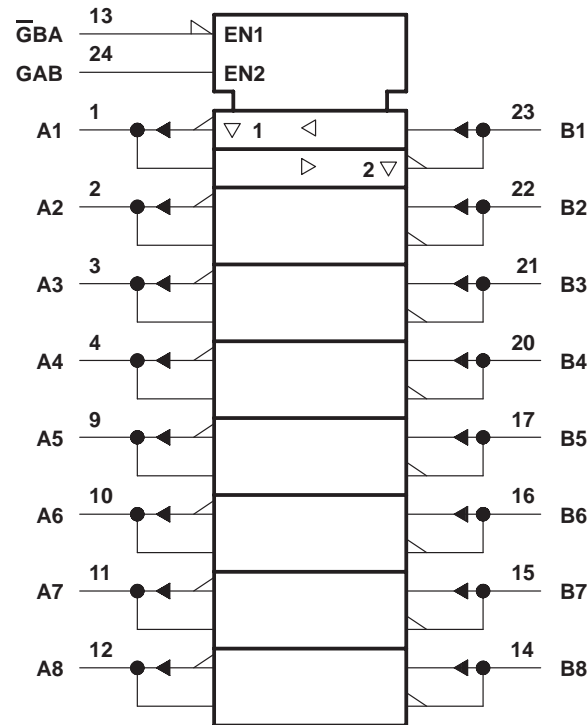 13
G̅BA EN1
24
GAB EN2
1 23
A1 1 B1
2
2 22
A2 B2
3 21
A3 B3
4 20
A4 B4
9 17
A5 B5
10 16
A6 B6
11 15
A7 B7
12 14
A8 B8